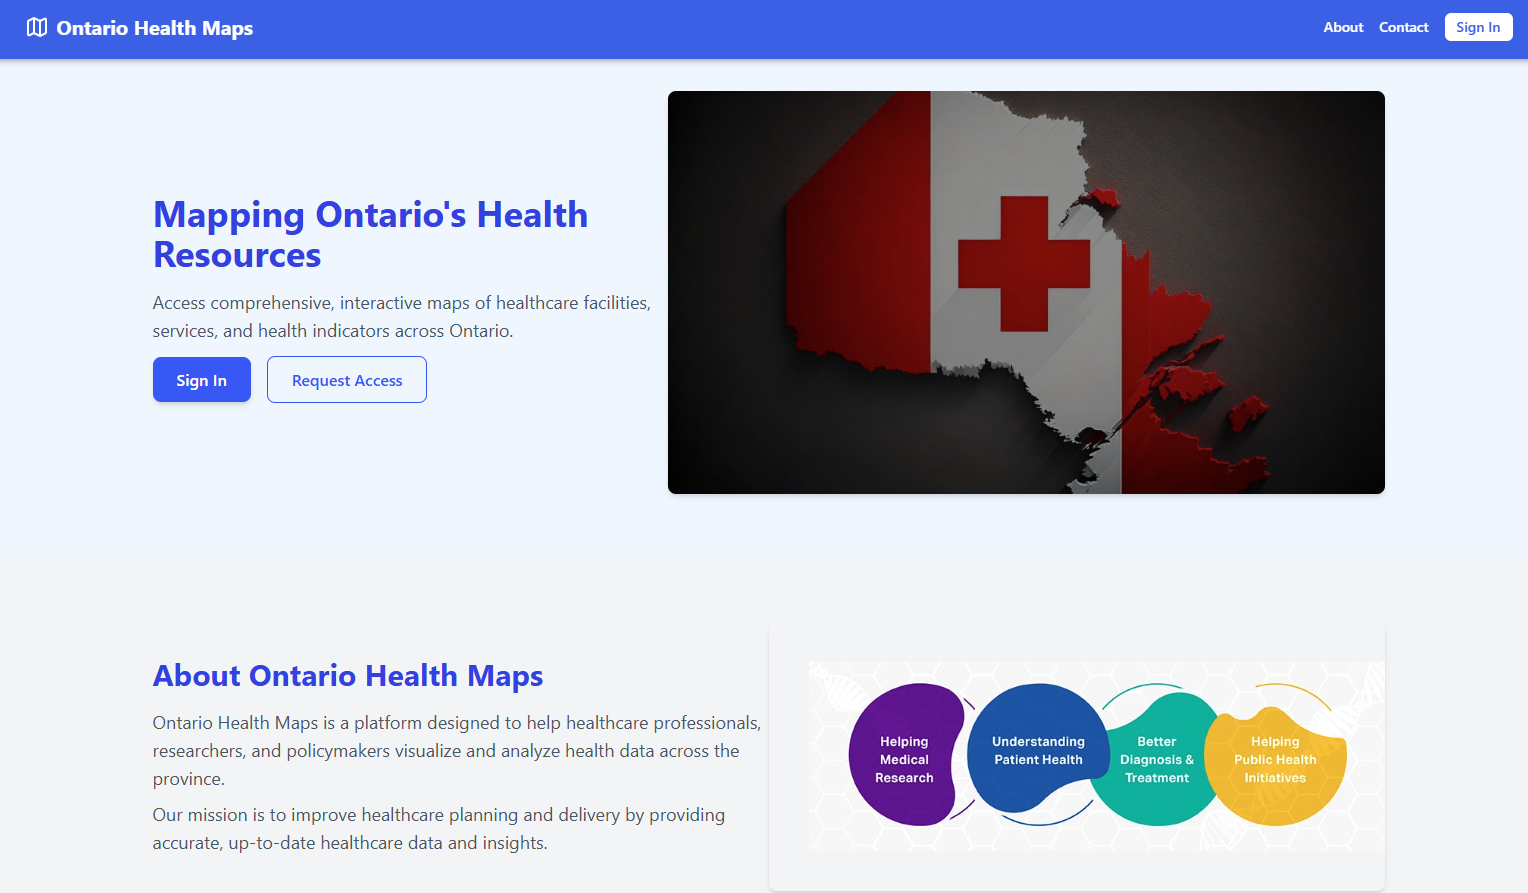 Ontario Health Maps
About
Contact
Sign In
Mapping Ontario's Health
Resources
Access comprehensive, interactive maps of healthcare facilities,
services, and health indicators across Ontario.
Sign In
Request Access
About Ontario Health Maps
Ontario Health Maps is a platform designed to help healthcare professionals,
researchers, and policymakers visualize and analyze health data across the
province.
Our mission is to improve healthcare planning and delivery by providing
accurate, up-to-date healthcare data and insights.
Helping
Medical
Research
Understanding
Patient Health
Better
Diagnosis &
Treatment
Helping
Public Health
Initiatives